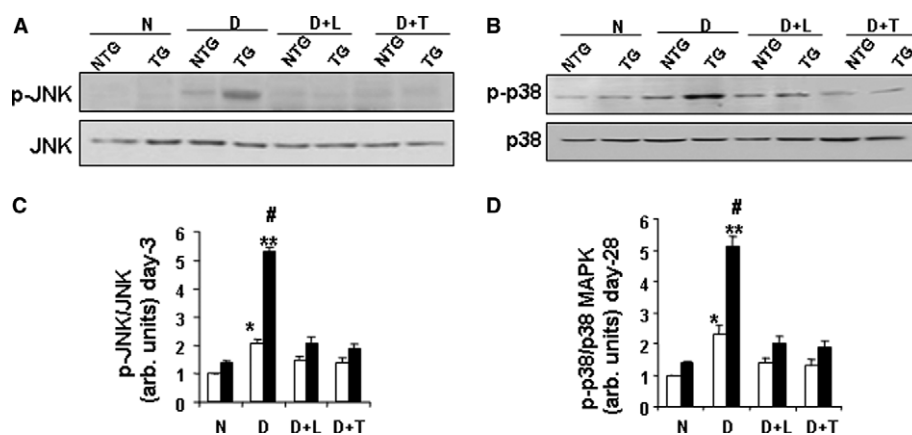 A
N D D+L D+T
NTG TG NTG TG NTG TG NTG TG
p-JNK
JNK
B
N D D+L D+T
NTG TG NTG TG NTG TG NTG TG
p-p38
p38
C
p-JNK/JNK
(arb. units) day-3
6
5
4
3
2
1
0
*
**
#
N D D+L D+T
D
p-p38/p38 MAPK
(arb. units) day-28
6
5
4
3
2
1
0
*
**
#
N D D+L D+T